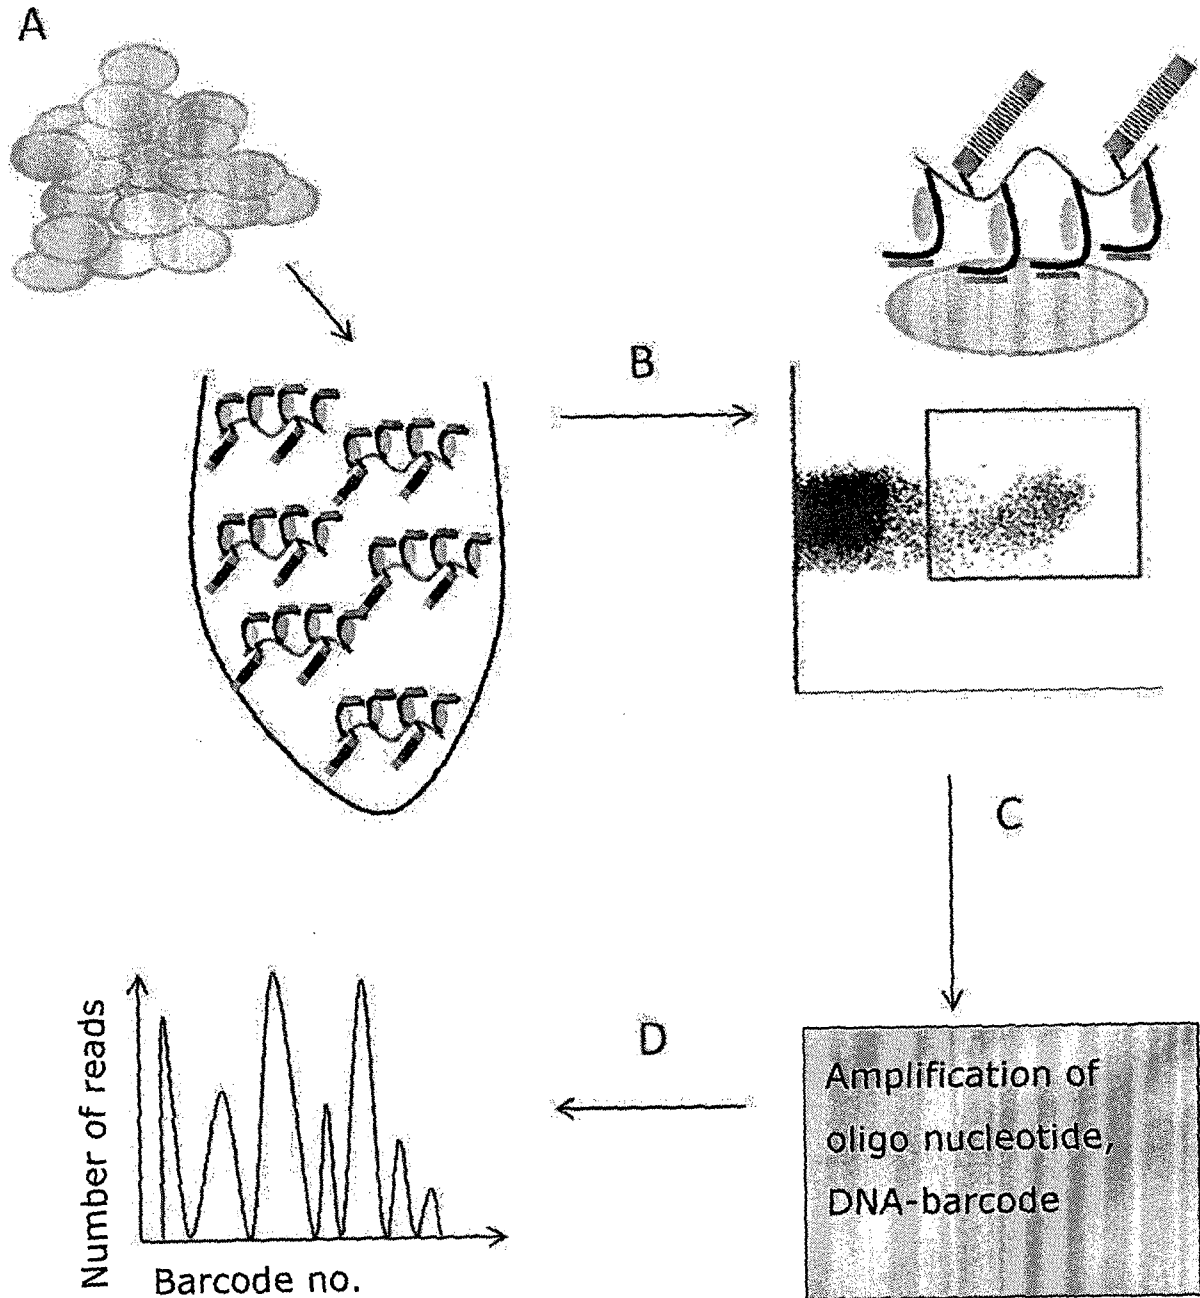 A
B
C
Amplification of
oligo nucleotide,
DNA-barcode
D
Number of reads
Barcode no.